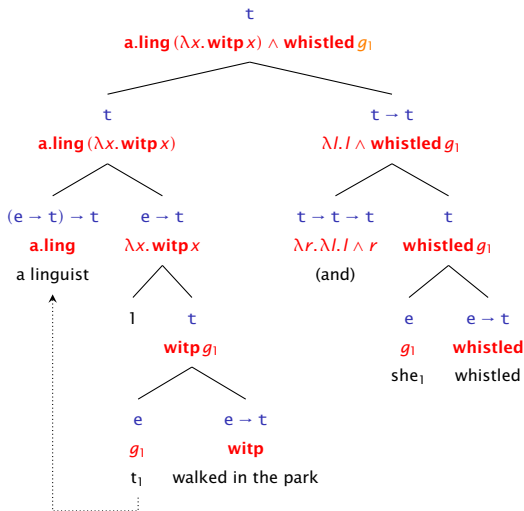 t
a.ling (λx. witp x) ∧ whistled g₁
t t → t
a.ling (λx. witp x) λl. l ∧ whistled g₁
(e → t) → t e → t t → t → t t
a.ling λx. witp x λr. λl. l ∧ r whistled g₁
a linguist (and)
1 t e e → t
witp g₁ g₁ whistled
she₁ whistled
e e → t
g₁ witp
t₁ walked in the park